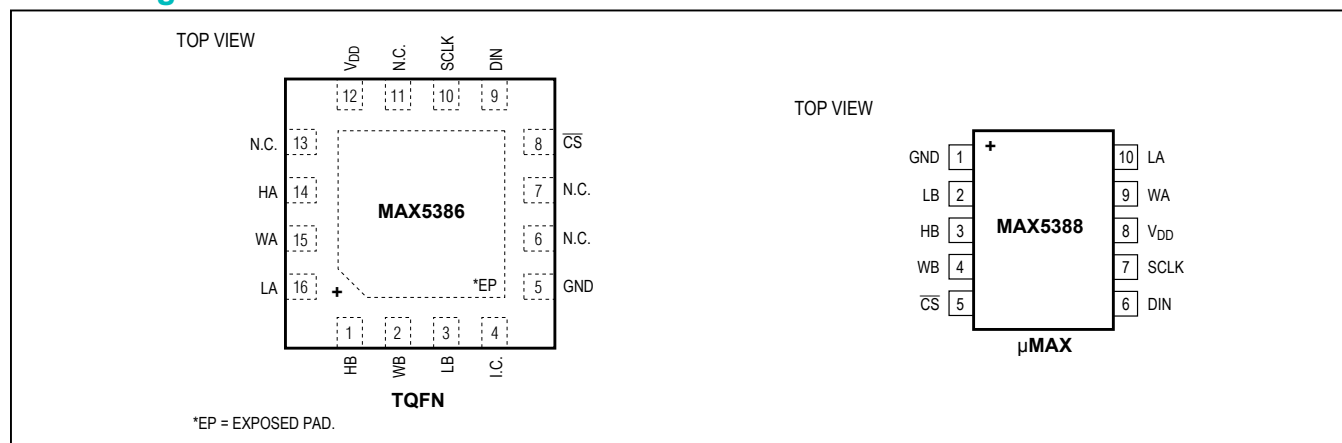 TOP VIEW
VDD
N.C.
SCLK
DIN
12 11 10 9
N.C. 13
HA 14
WA 15
LA 16
8 C̅S̅
7 N.C.
6 N.C.
5 GND
MAX5386
*EP
+
1 2 3 4
HB
WB
LB
I.C.
TQFN
*EP = EXPOSED PAD.
TOP VIEW
+
GND 1
LB 2
HB 3
WB 4
C̅S̅ 5
MAX5388
10 LA
9 WA
8 VDD
7 SCLK
6 DIN
µMAX